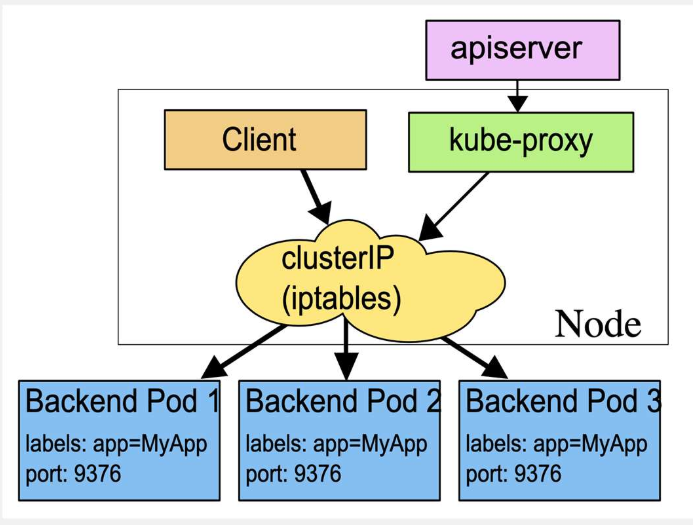 apiserver
Client
kube-proxy
clusterIP
(iptables)
Node
Backend Pod 1
labels: app=MyApp
port: 9376
Backend Pod 2
labels: app=MyApp
port: 9376
Backend Pod 3
labels: app=MyApp
port: 9376